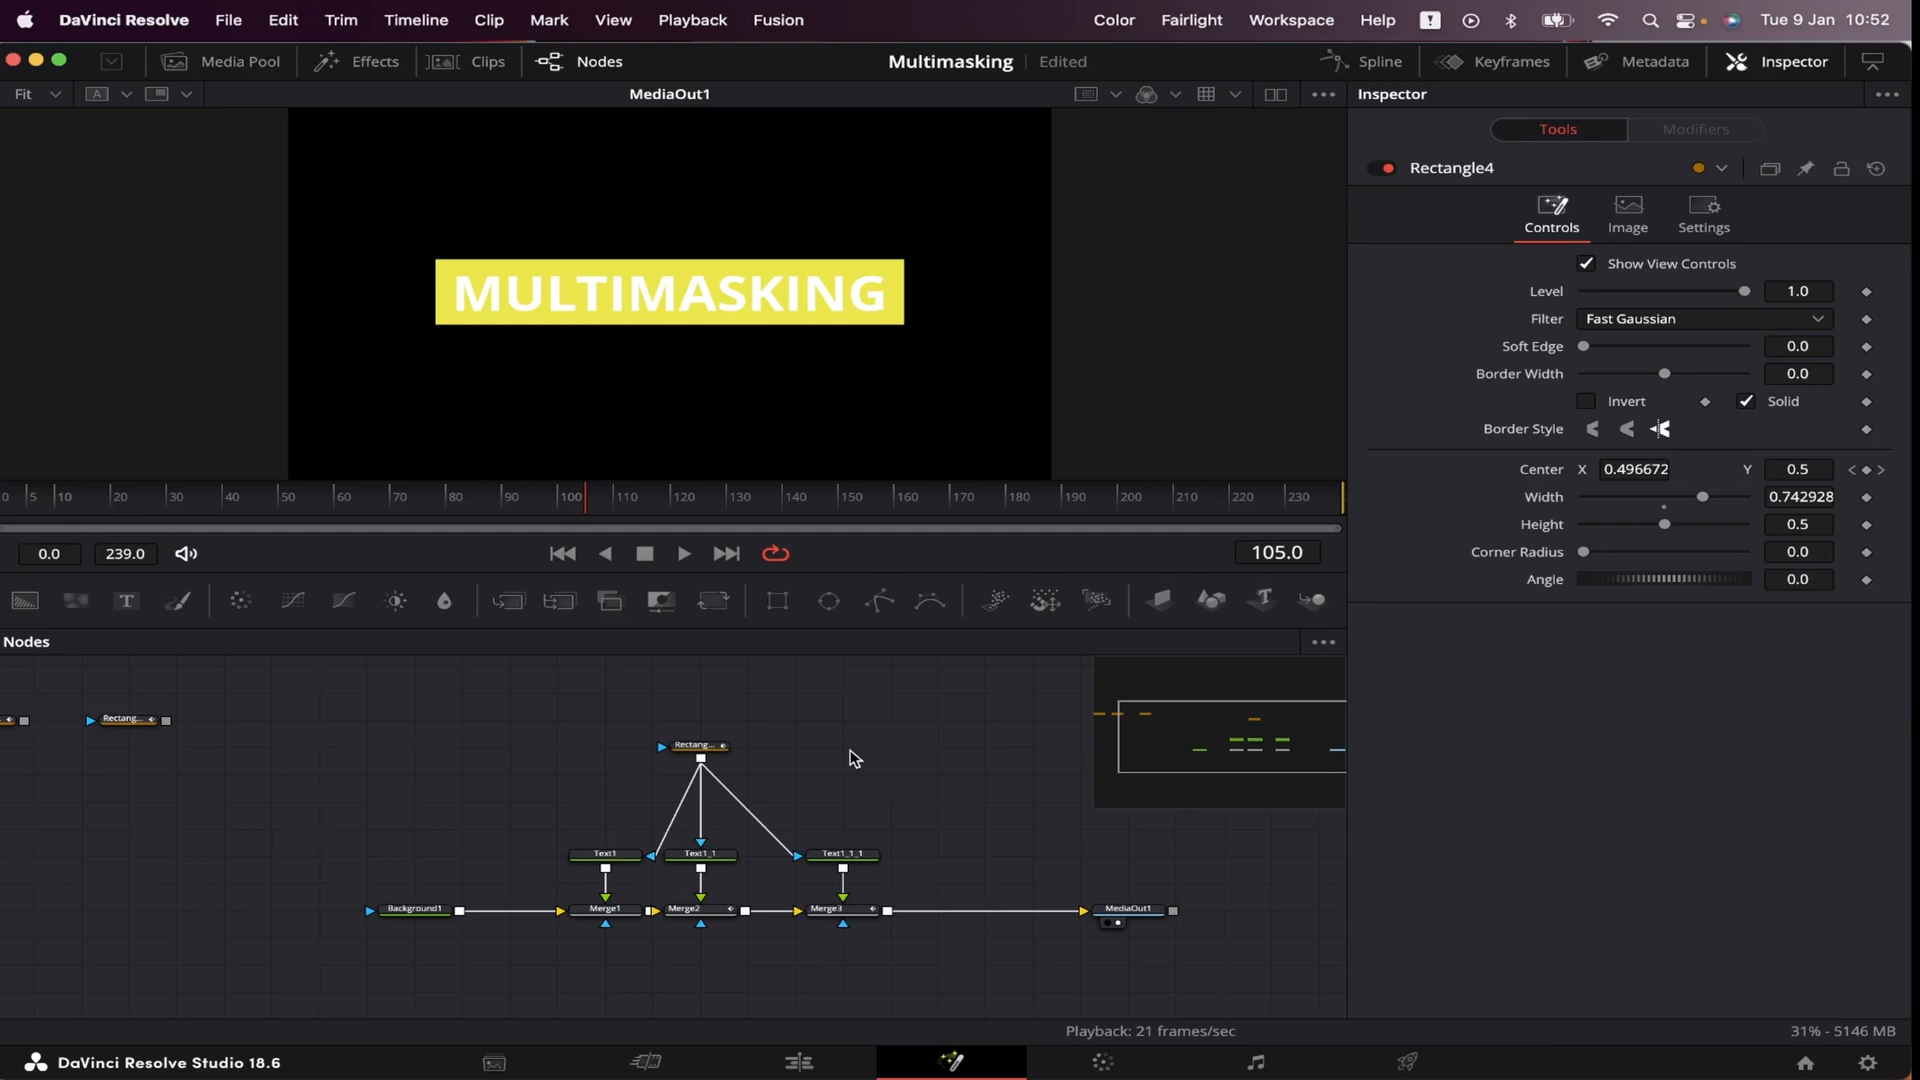 DaVinci Resolve File Edit Trim Timeline Clip Mark View Playback Fusion Color Fairlight Workspace Help Tue 9 Jan 10:52
Media Pool Effects Clips Nodes Multimasking Edited Spline Keyframes Metadata Inspector
Fit A MediaOut1 Inspector
Tools Modifiers
Rectangle4
Controls Image Settings
Show View Controls
Level 1.0
Filter Fast Gaussian
Soft Edge 0.0
Border Width 0.0
Invert Solid
Border Style
Center X 0.496672 Y 0.5
Width 0.742928
Height 0.5
Corner Radius 0.0
Angle 0.0
MULTIMASKING
0 5 10 20 30 40 50 60 70 80 90 100 110 120 130 140 150 160 170 180 190 200 210 220 230
0.0 239.0 105.0
T T
Nodes
Rectang...
Rectang...
Text1 Text1_1 Text1_1_1
Background1 Merge1 Merge2 Merge3 MediaOut1
Playback: 21 frames/sec 31% - 5146 MB
DaVinci Resolve Studio 18.6